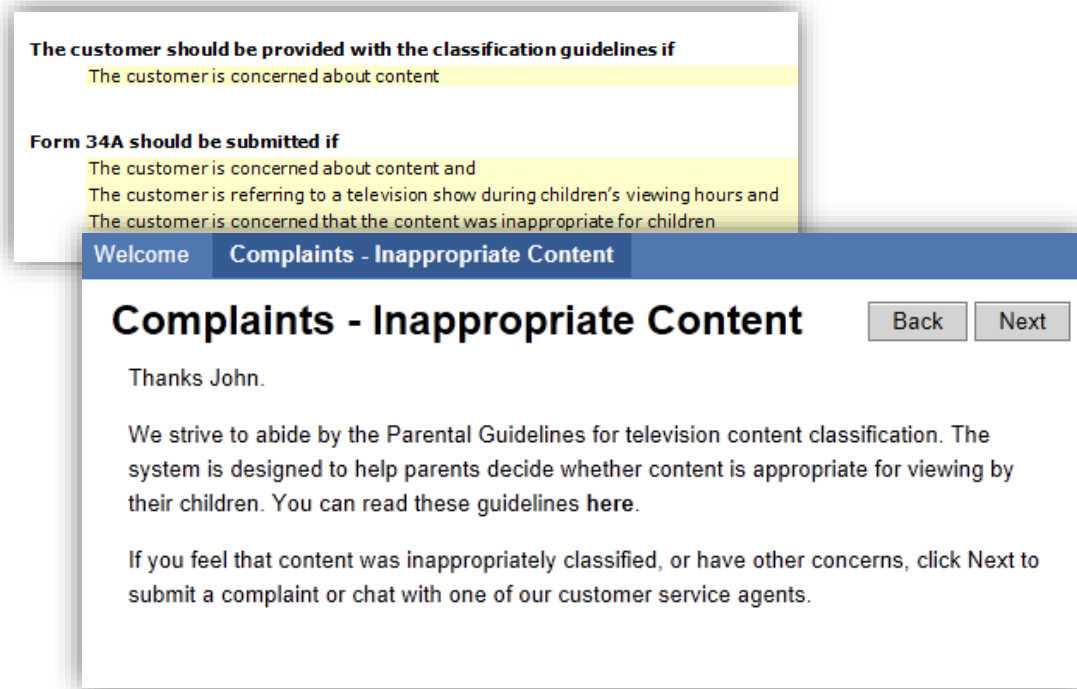 The customer should be provided with the classification guidelines if
The customer is concerned about content
Form 34A should be submitted if
The customer is concerned about content and
The customer is referring to a television show during children’s viewing hours and
The customer is concerned that the content was inappropriate for children
Welcome Complaints - Inappropriate Content
Complaints - Inappropriate Content Back Next
Thanks John.
We strive to abide by the Parental Guidelines for television content classification. The
system is designed to help parents decide whether content is appropriate for viewing by
their children. You can read these guidelines here.
If you feel that content was inappropriately classified, or have other concerns, click Next to
submit a complaint or chat with one of our customer service agents.